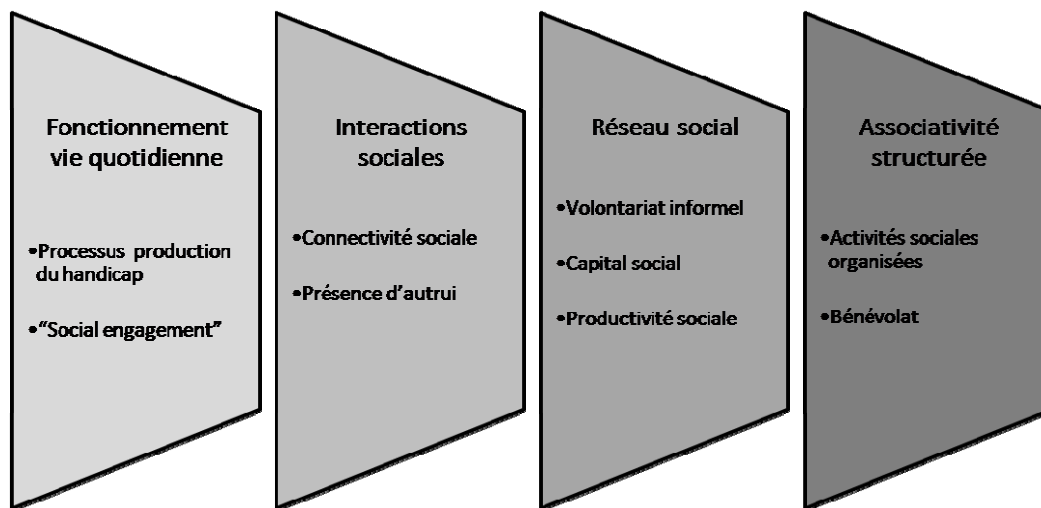 Fonctionnement
vie quotidienne
•Processus production
du handicap
•“Social engagement”
Interactions
sociales
•Connectivité sociale
•Présence d’autrui
Réseau social
•Volontariat informel
•Capital social
•Productivité sociale
Associativité
structurée
•Activités sociales
organisées
•Bénévolat